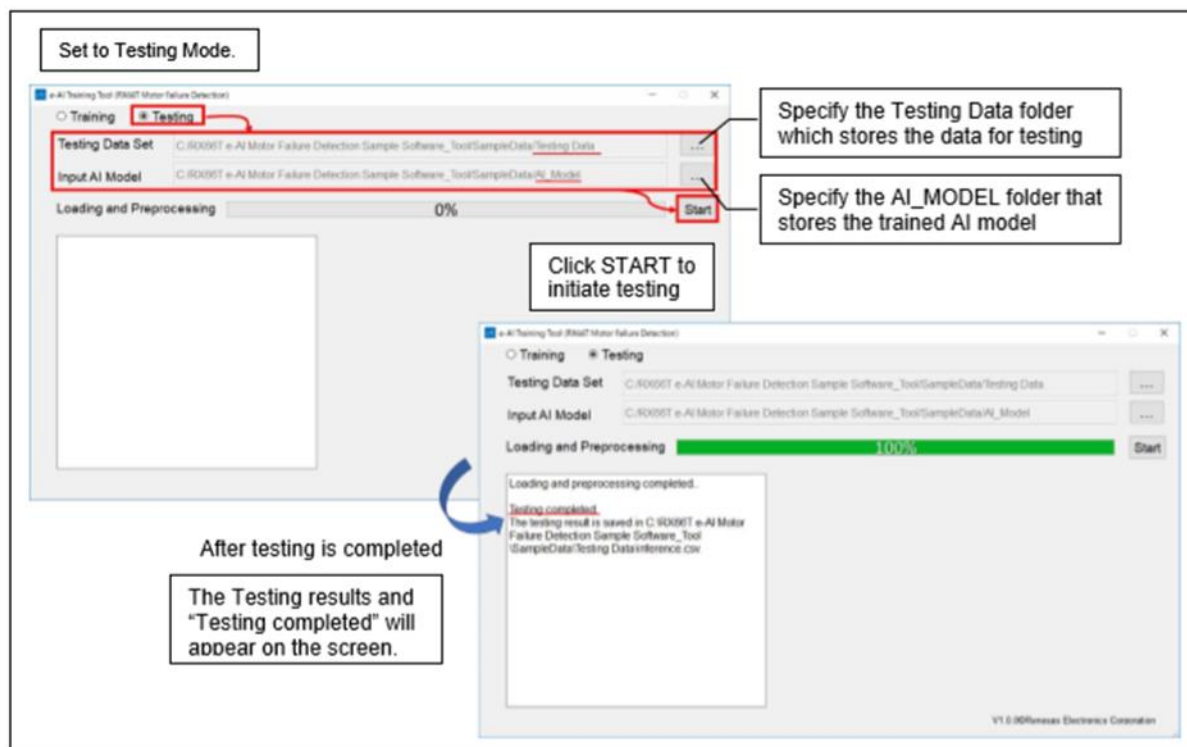 Set to Testing Mode.
e-AI Training Tool (RX66T Motor Failure Detection)
Training
Testing
Testing Data Set
C:/RX66T e-AI Motor Failure Detection Sample Software_Tool/SampleData/Testing Data
...
Input AI Model
C:/RX66T e-AI Motor Failure Detection Sample Software_Tool/SampleData/AI_Model
...
Loading and Preprocessing
0%
Start
Specify the Testing Data folder
which stores the data for testing
Specify the AI_MODEL folder that
stores the trained AI model
Click START to
initiate testing
e-AI Training Tool (RX66T Motor Failure Detection)
Training
Testing
Testing Data Set
C:/RX66T e-AI Motor Failure Detection Sample Software_Tool/SampleData/Testing Data
...
Input AI Model
C:/RX66T e-AI Motor Failure Detection Sample Software_Tool/SampleData/AI_Model
...
Loading and Preprocessing
100%
Start
Loading and preprocessing completed..
Testing completed.
The testing result is saved in C:\RX66T e-AI Motor
Failure Detection Sample Software_Tool
\SampleData\Testing Data\inference.csv
After testing is completed
The Testing results and
“Testing completed” will
appear on the screen.
Renesas Electronics Corporation